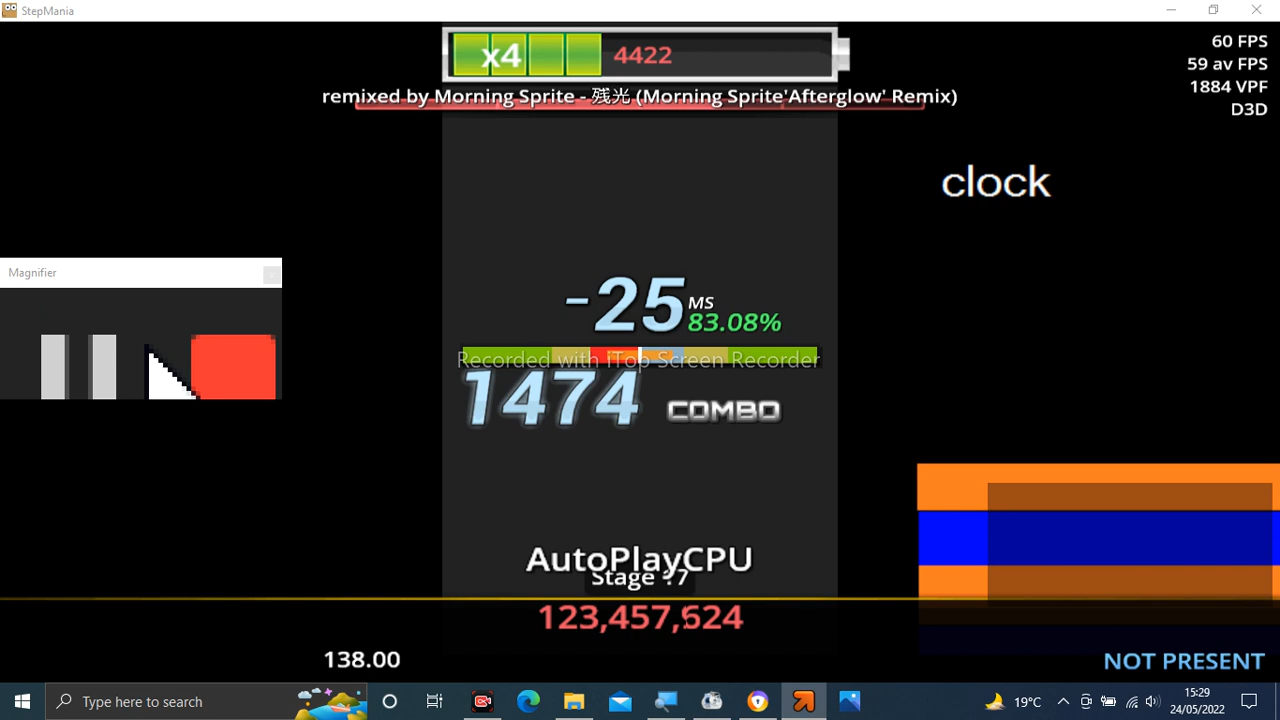 StepMania
x4 4422
60 FPS
59 av FPS
1884 VPF
D3D
remixed by Morning Sprite - 残光 (Morning Sprite'Afterglow' Remix)
clock
Magnifier
-25 MS
83.08%
Recorded with iTop Screen Recorder
1474 COMBO
AutoPlayCPU
Stage
123,457,524
138.00
NOT PRESENT
Type here to search
19°C
15:29
24/05/2022